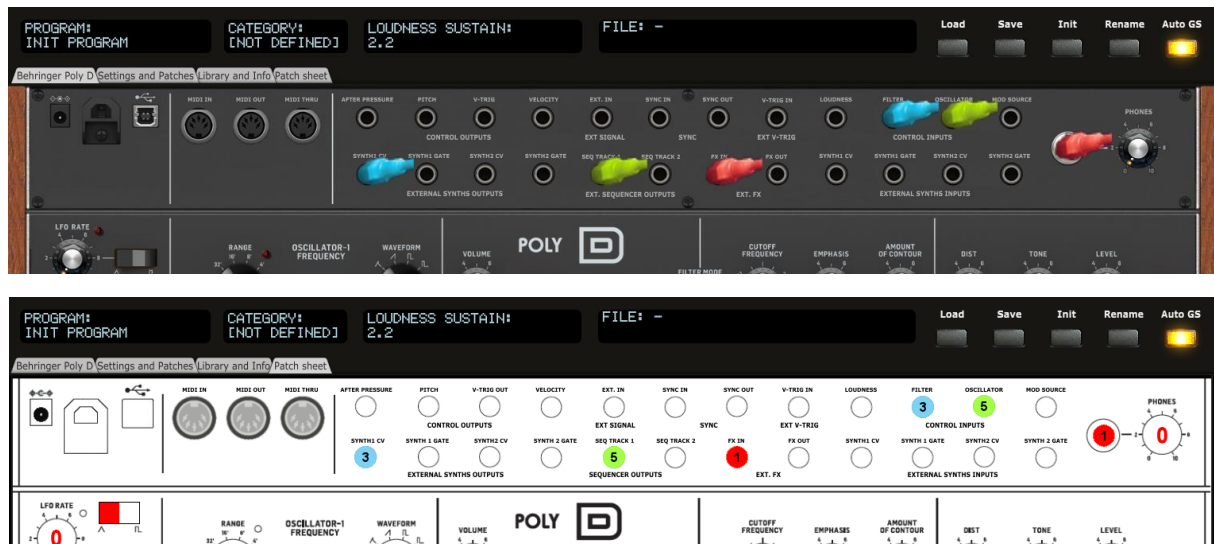 PROGRAM: CATEGORY: LOUDNESS SUSTAIN: FILE: – Load Save Init Rename Auto GS
INIT PROGRAM [NOT DEFINED] 2.2
Behringer Poly D Settings and Patches Library and Info Patch sheet
MIDI IN MIDI OUT MIDI THRU AFTER PRESSURE PITCH V-TRIG VELOCITY EXT. IN SYNC IN SYNC OUT V-TRIG IN LOUDNESS FILTER OSCILLATOR MOD SOURCE
PHONES
CONTROL OUTPUTS EXT SIGNAL SYNC EXT V-TRIG CONTROL INPUTS
SYNTH1 CV SYNTH1 GATE SYNTH2 CV SYNTH2 GATE SEQ TRACK SEQ TRACK 2 FX IN FX OUT SYNTH1 CV SYNTH1 GATE SYNTH2 CV SYNTH2 GATE
EXTERNAL SYNTHS OUTPUTS EXT. SEQUENCER OUTPUTS EXT. FX EXTERNAL SYNTHS INPUTS
LFO RATE
RANGE OSCILLATOR-1 FREQUENCY WAVEFORM VOLUME POLY D CUTOFF FREQUENCY EMPHASIS AMOUNT OF CONTOUR DIST TONE LEVEL
FILTER MODE
PROGRAM: CATEGORY: LOUDNESS SUSTAIN: FILE: – Load Save Init Rename Auto GS
INIT PROGRAM [NOT DEFINED] 2.2
Behringer Poly D Settings and Patches Library and Info Patch sheet
MIDI IN MIDI OUT MIDI THRU AFTER PRESSURE PITCH V-TRIG OUT VELOCITY EXT. IN SYNC IN SYNC OUT V-TRIG IN LOUDNESS FILTER OSCILLATOR MOD SOURCE
PHONES
3 5
CONTROL OUTPUTS EXT SIGNAL SYNC EXT V-TRIG CONTROL INPUTS
1 0
SYNTH1 CV SYNTH 1 GATE SYNTH2 CV SYNTH 2 GATE SEQ TRACK 1 SEQ TRACK 2 FX IN FX OUT SYNTH1 CV SYNTH 1 GATE SYNTH2 CV SYNTH 2 GATE
3 5 1
EXTERNAL SYNTHS OUTPUTS SEQUENCER OUTPUTS EXT. FX EXTERNAL SYNTHS INPUTS
LFO RATE
0
RANGE OSCILLATOR-1 FREQUENCY WAVEFORM VOLUME POLY D CUTOFF FREQUENCY EMPHASIS AMOUNT OF CONTOUR DIST TONE LEVEL